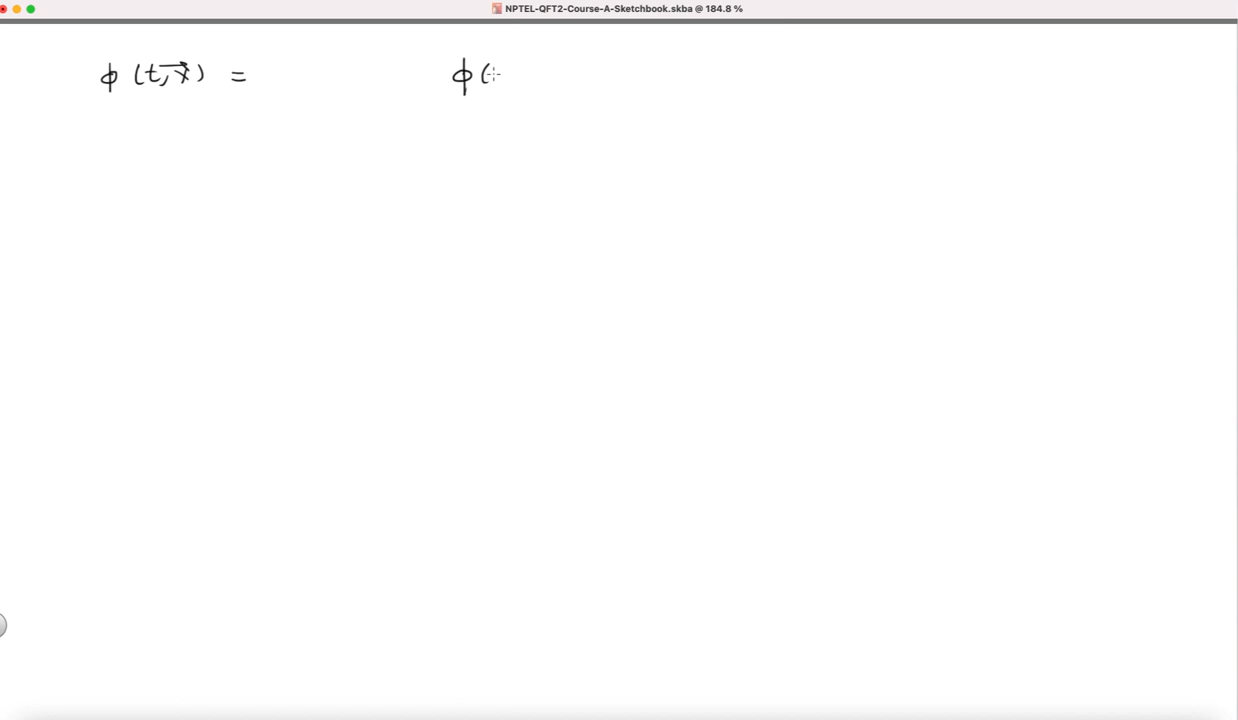 NPTEL-QFT2-Course-A-Sketchbook.skba @ 184.8 %
ϕ (t, x⃗) = ϕ (